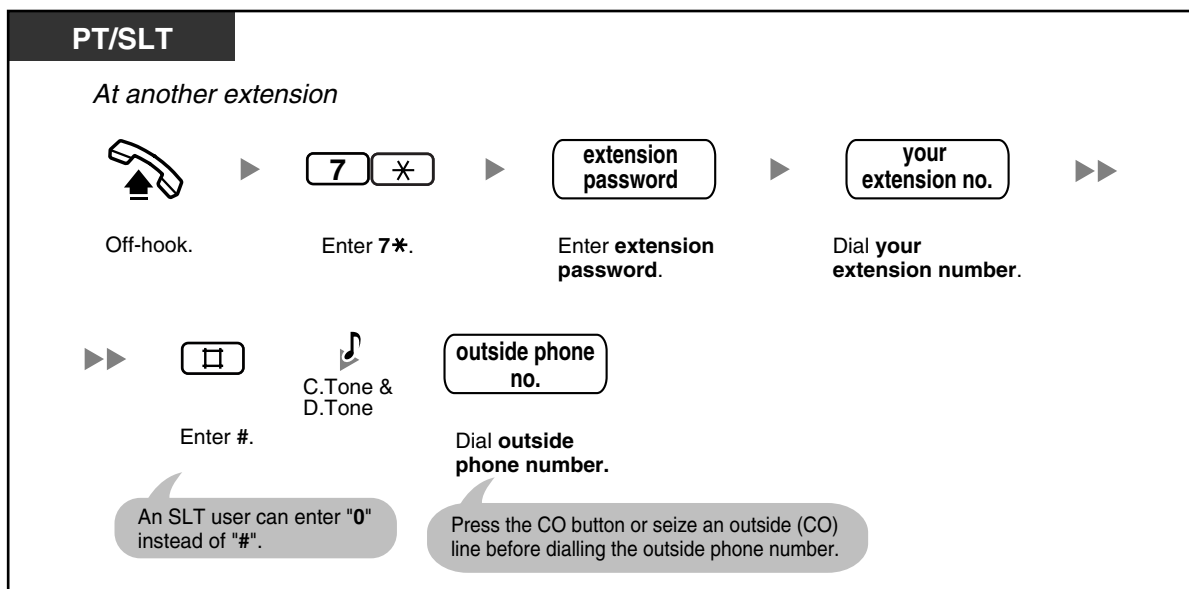 PT/SLT
At another extension
7 *
extension
password
your
extension no.
Off-hook.
Enter 7*.
Enter extension
password.
Dial your
extension number.
#
C.Tone &
D.Tone
outside phone
no.
Enter #.
Dial outside
phone number.
An SLT user can enter "0"
instead of "#".
Press the CO button or seize an outside (CO)
line before dialling the outside phone number.